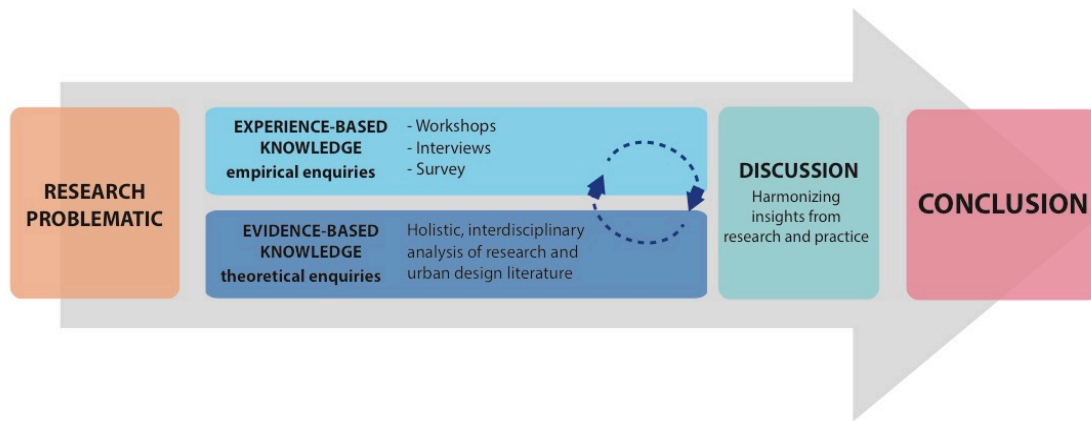 RESEARCH
PROBLEMATIC
EXPERIENCE-BASED
KNOWLEDGE
empirical enquiries
- Workshops
- Interviews
- Survey
EVIDENCE-BASED
KNOWLEDGE
theoretical enquiries
Holistic, interdisciplinary
analysis of research and
urban design literature
DISCUSSION
Harmonizing
insights from
research and practice
CONCLUSION